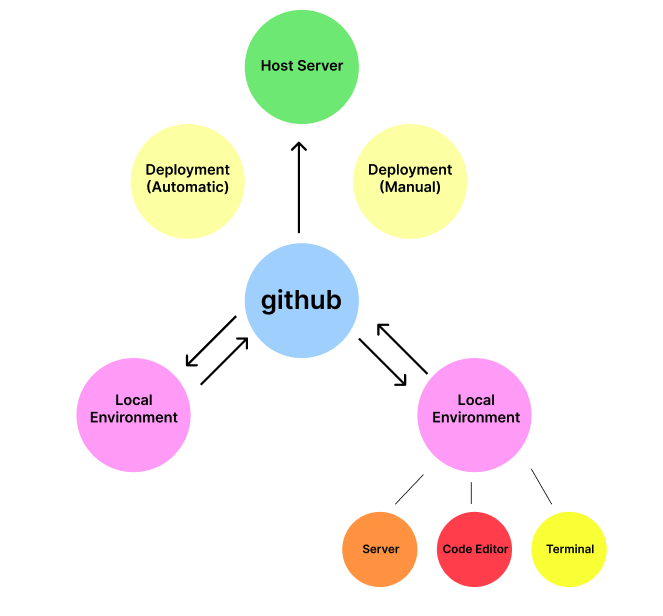 Host Server
Deployment
(Automatic)
Deployment
(Manual)
github
Local
Environment
Local
Environment
Server
Code Editor
Terminal